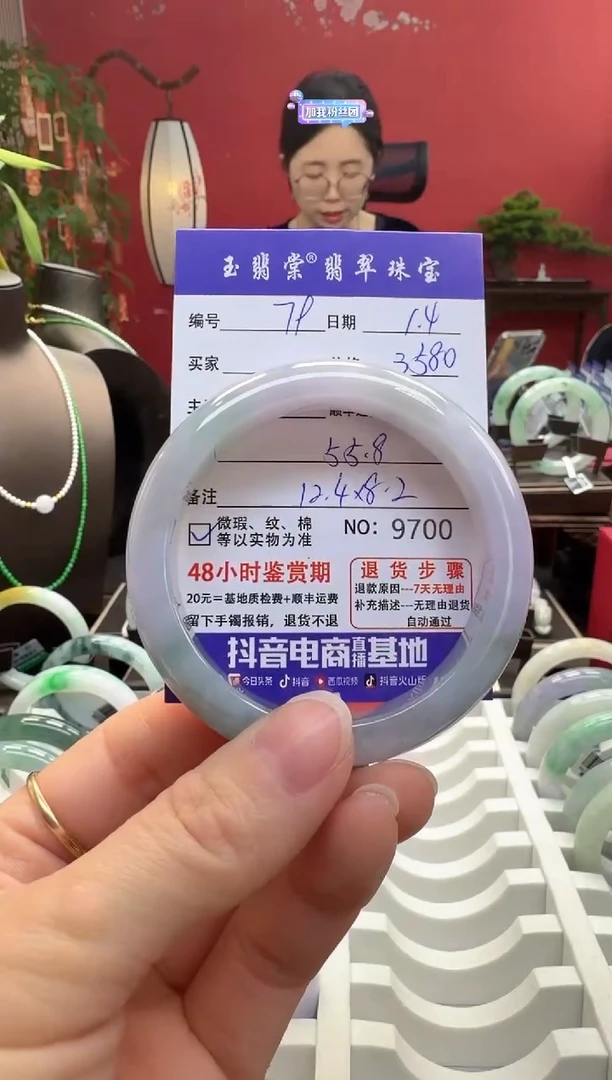 加我粉丝团
玉翡棠®翡翠珠宝
编号 日期 1.4
买家 3580
55.8
备注 12.4×8.2
微瑕、纹、棉 NO: 9700
等以实物为准
48小时鉴赏期
20元=基地质检费+顺丰运费
留下手镯报销，退货不退
退货步骤
退款原因---7天无理由
补充描述---无理由退货
自动通过
抖音电商直播基地
今日头条 抖音 西瓜视频 抖音火山版